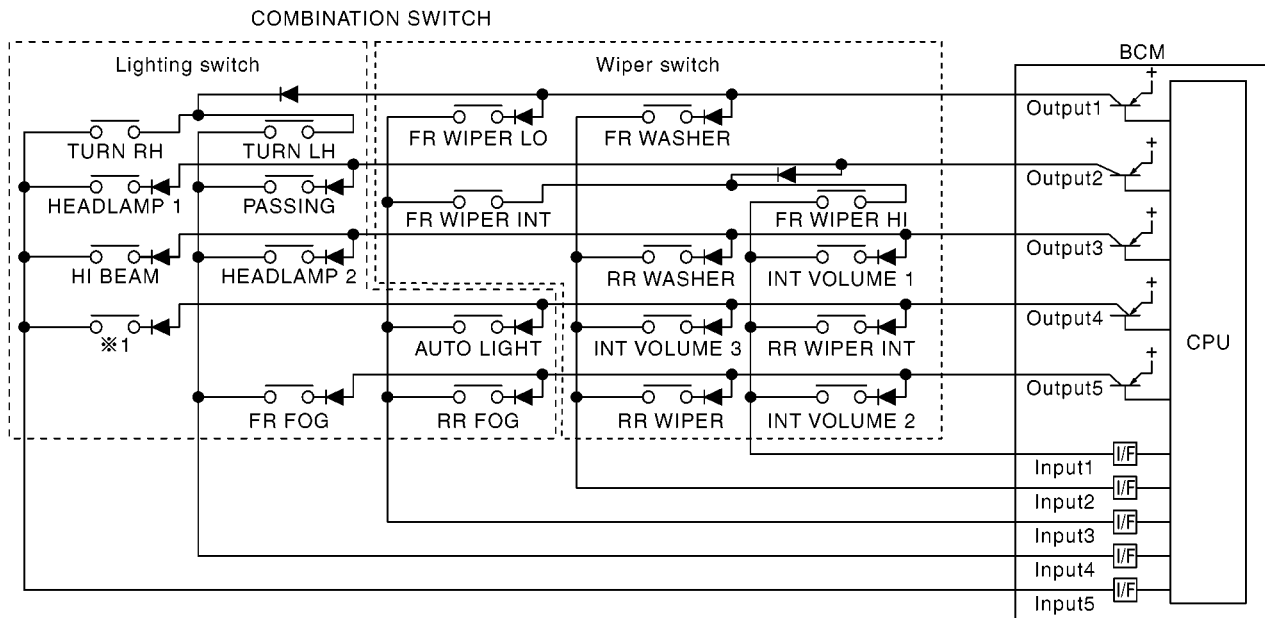 COMBINATION SWITCH
BCM
Lighting switch
Wiper switch
+
Output1
TURN RH
TURN LH
FR WIPER LO
FR WASHER
+
Output2
HEADLAMP 1
PASSING
FR WIPER INT
FR WIPER HI
+
Output3
HI BEAM
HEADLAMP 2
RR WASHER
INT VOLUME 1
+
Output4
※1
AUTO LIGHT
INT VOLUME 3
RR WIPER INT
CPU
+
Output5
FR FOG
RR FOG
RR WIPER
INT VOLUME 2
Input1
I/F
Input2
I/F
Input3
I/F
Input4
I/F
Input5
I/F